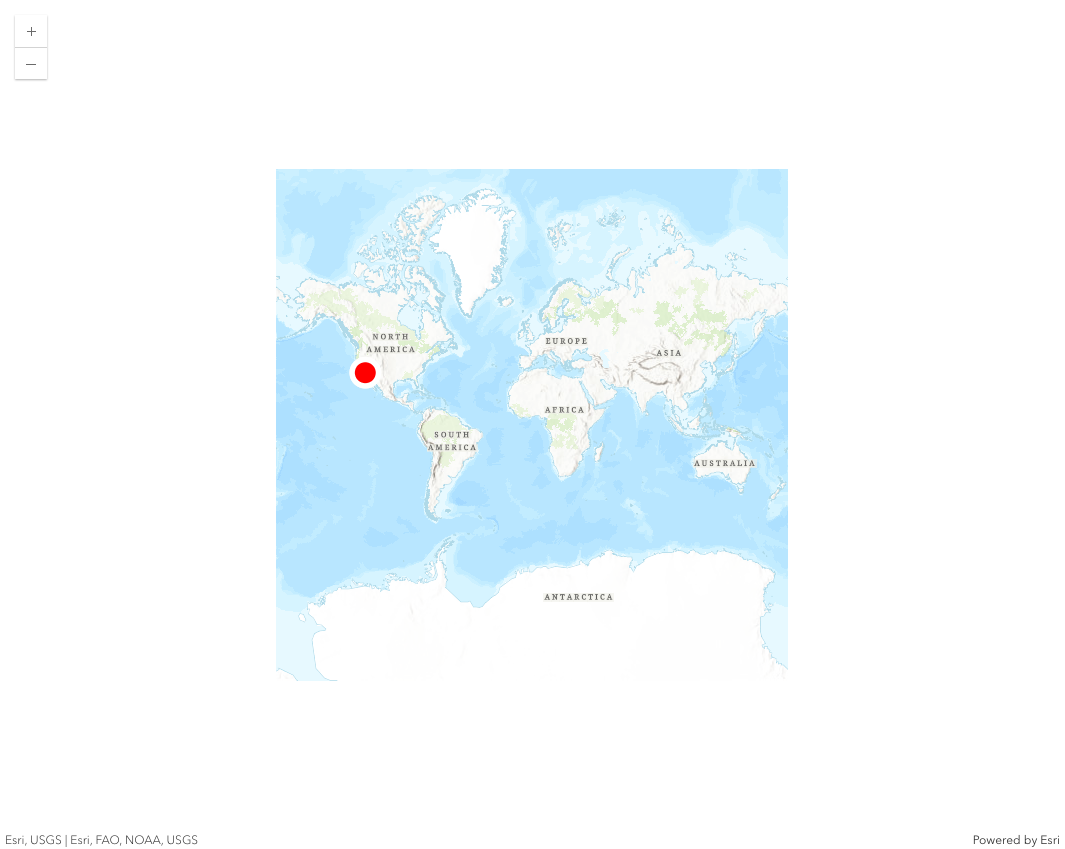 +
–
NORTH
AMERICA
EUROPE
ASIA
AFRICA
SOUTH
AMERICA
AUSTRALIA
ANTARCTICA
Esri, USGS | Esri, FAO, NOAA, USGS
Powered by Esri